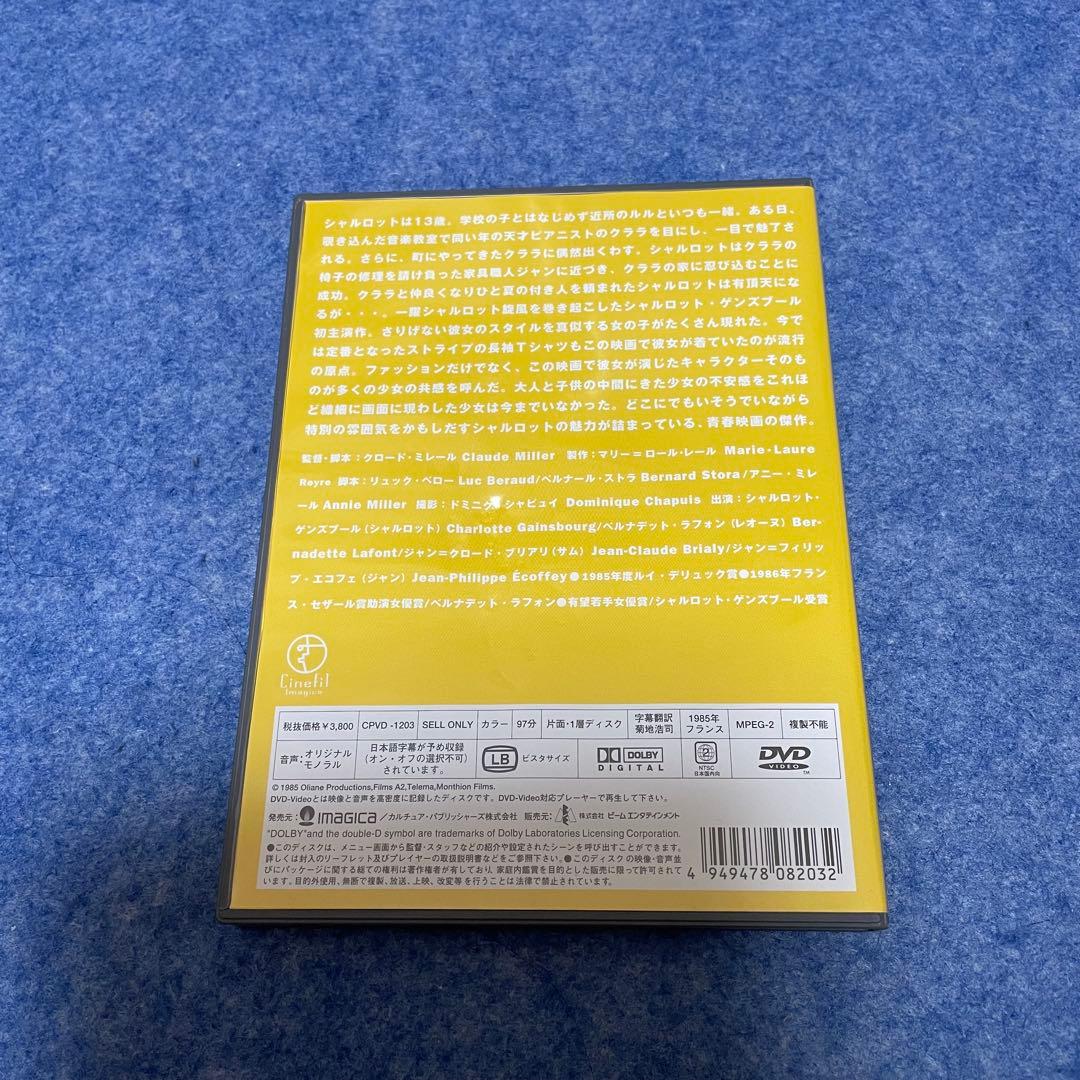 シャルロットは13歳。学校の子とはなじめず近所のルルといつも一緒。ある日、
覗き込んだ音楽教室で同い年の天才ピアニストのクララを目にし、一目で魅了さ
れる。さらに、町にやってきたクララに偶然出くわす。シャルロットはクララの
椅子の修理を請け負った家具職人ジャンに近づき、クララの家に忍び込むことに
成功。クララと仲良くなりひと夏の付き人を頼まれたシャルロットは有頂天にな
るが・・・。一躍シャルロット旋風を巻き起こしたシャルロット・ゲンズブール
初主演作。さりげない彼女のスタイルを真似する女の子がたくさん現れた。今で
は定番となったストライプの長袖Tシャツもこの映画で彼女が着ていたのが流行
の原点。ファッションだけでなく、この映画で彼女が演じたキャラクターそのも
のが多くの少女の共感を呼んだ。大人と子供の中間にきた少女の不安感をこれほ
ど繊細に画面に現わした少女は今までいなかった。どこにでもいそうでいながら
特別の雰囲気をかもしだすシャルロットの魅力が詰まっている、青春映画の傑作。
監督・脚本：クロード・ミレール Claude Miller 製作：マリー＝ロール・レール Marie・Laure
Reyre 脚本：リュック・ベロー Luc Beraud/ベルナール・ストラ Bernard Stora/アニー・ミレ
ール Annie Miller 撮影：ドミニク・シャピュイ Dominique Chapuis 出演：シャルロット・
ゲンズブール（シャルロット）Charlotte Gainsbourg/ベルナデット・ラフォン（レオーヌ）Ber-
nadette Lafont/ジャン＝クロード・ブリアリ（サム）Jean-Claude Brialy/ジャン＝フィリッ
プ・エコフェ（ジャン）Jean-Philippe Écoffey●1985年度ルイ・デリュック賞●1986年フラン
ス・セザール賞助演女優賞/ベルナデット・ラフォン●有望若手女優賞/シャルロット・ゲンズブール受賞
Cinefil
Imagica
税抜価格￥3,800 CPVD-1203 SELL ONLY カラー 97分 片面・1層ディスク 字幕翻訳 菊地浩司 1985年 フランス MPEG-2 複製不能
音声：オリジナル モノラル 日本語字幕が予め収録（オン・オフの選択不可）されています。 LB ビスタサイズ DOLBY DIGITAL 2 NTSC 日本国内向 DVD VIDEO TM
© 1985 Oliane Productions,Films A2,Telema,Monthion Films.
DVD-Videoとは映像と音声を高密度に記録したディスクです。DVD-Video対応プレーヤーで再生して下さい。
発売元：IMAGICA／カルチュア・パブリッシャーズ株式会社 販売元：株式会社 ビームエンタテインメント
"DOLBY"and the double-D symbol are trademarks of Dolby Laboratories Licensing Corporation.
●このディスクは、メニュー画面から監督・スタッフなどの紹介や設定されたシーンを呼び出すことができます。
詳しくは封入のリーフレット及びプレイヤーの取扱説明書などをご参照下さい。●このディスクの映像・音声並
びにパッケージに関する総ての権利は著作権者が有しており、家庭内鑑賞を目的とした販売に限って許可されて
います。目的外使用、無断で複製、放送、上映、改変等を行うことは法律で禁止されています。
4 949478 082032